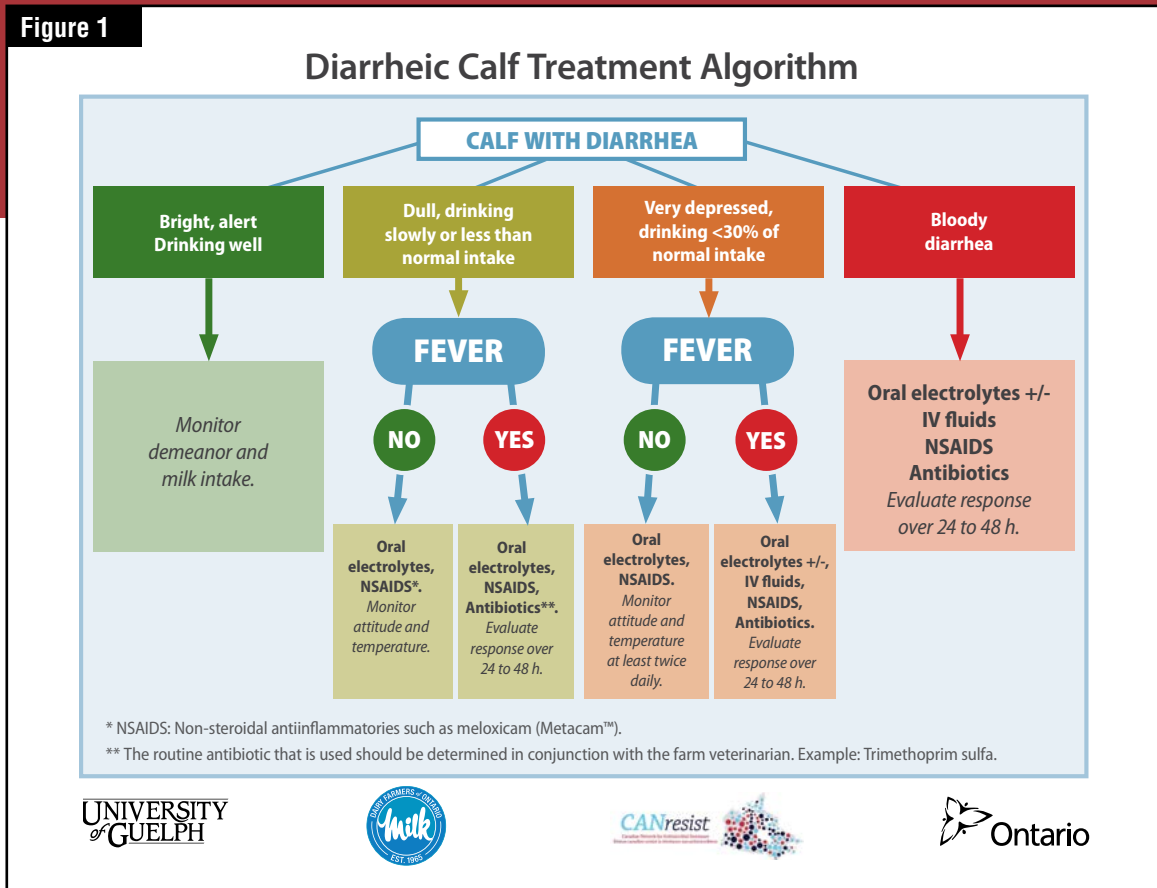 Figure 1
Diarrheic Calf Treatment Algorithm
CALF WITH DIARRHEA
Bright, alert
Drinking well
Dull, drinking
slowly or less than
normal intake
Very depressed,
drinking <30% of
normal intake
Bloody
diarrhea
FEVER
FEVER
Monitor
demeanor and
milk intake.
NO
YES
NO
YES
Oral electrolytes +/-
IV fluids
NSAIDS
Antibiotics
Evaluate response
over 24 to 48 h.
Oral
electrolytes,
NSAIDS*.
Monitor
attitude and
temperature.
Oral
electrolytes,
NSAIDS,
Antibiotics**.
Evaluate
response over
24 to 48 h.
Oral
electrolytes,
NSAIDS.
Monitor
attitude and
temperature
at least twice
daily.
Oral
electrolytes +/-,
IV fluids,
NSAIDS,
Antibiotics.
Evaluate
response over
24 to 48 h.
* NSAIDS: Non-steroidal antiinflammatories such as meloxicam (Metacam™).
** The routine antibiotic that is used should be determined in conjunction with the farm veterinarian. Example: Trimethoprim sulfa.
UNIVERSITY
of GUELPH
DAIRY FARMERS of ONTARIO
Milk
EST. 1965
CANresist
Ontario